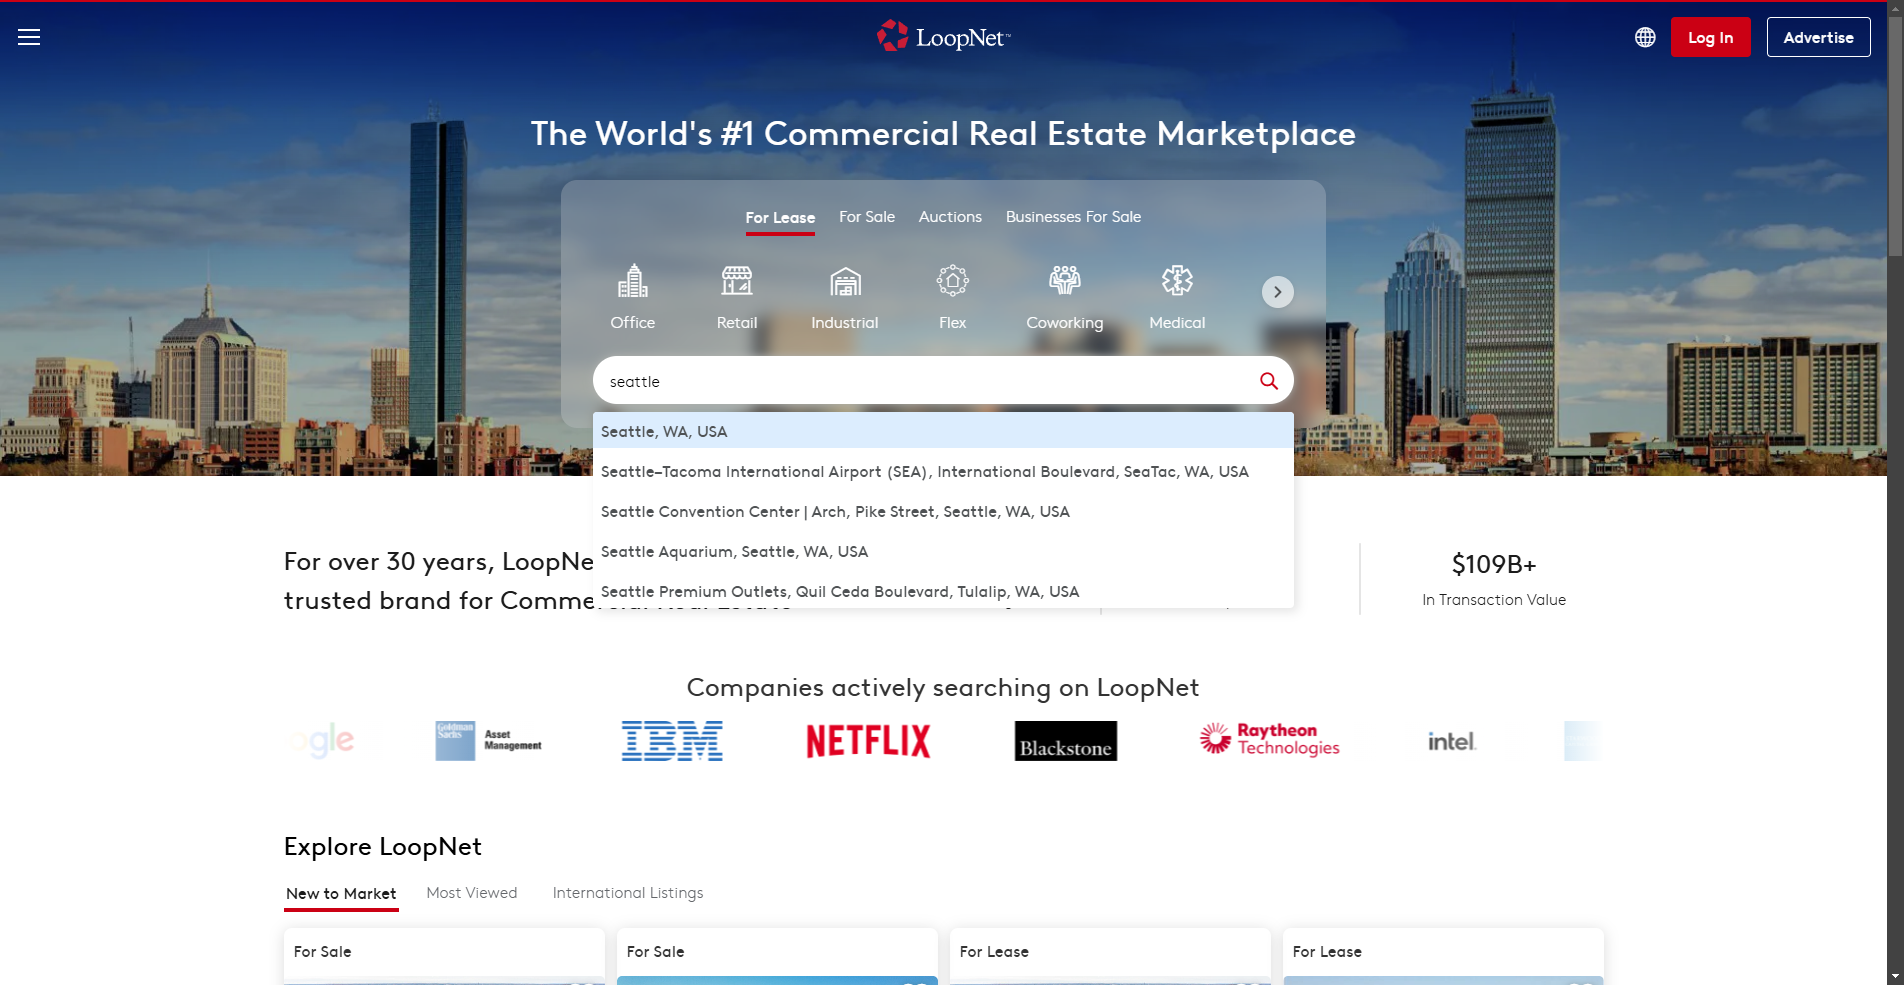 LoopNet™
Log In
Advertise
The World's #1 Commercial Real Estate Marketplace
For Lease
For Sale
Auctions
Businesses For Sale
Office
Retail
Industrial
Flex
Coworking
Medical
seattle
Seattle, WA, USA
Seattle–Tacoma International Airport (SEA), International Boulevard, SeaTac, WA, USA
Seattle Convention Center | Arch, Pike Street, Seattle, WA, USA
Seattle Aquarium, Seattle, WA, USA
Seattle Premium Outlets, Quil Ceda Boulevard, Tulalip, WA, USA
For over 30 years, LoopNe
trusted brand for Commercial Real Estate
$109B+
In Transaction Value
Companies actively searching on LoopNet
ogle
Goldman Sachs
Asset Management
IBM
NETFLIX
Blackstone
Raytheon Technologies
intel.
Explore LoopNet
New to Market
Most Viewed
International Listings
For Sale
For Sale
For Lease
For Lease